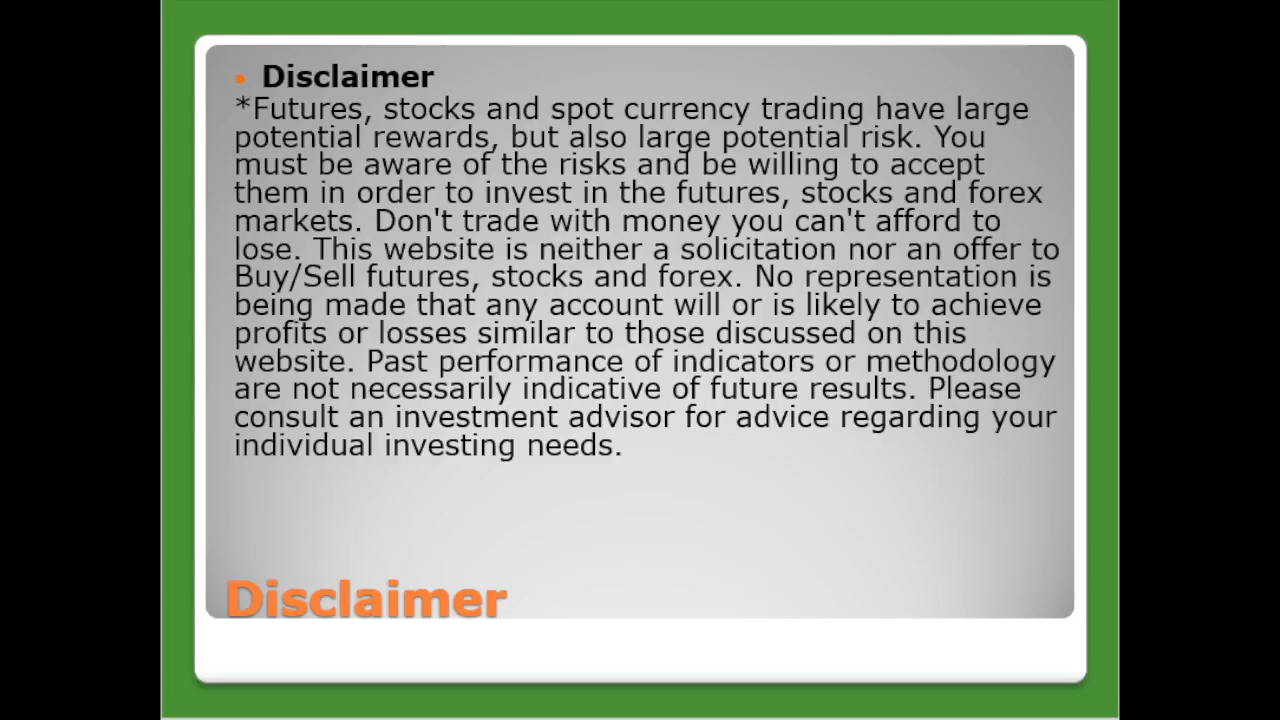 • Disclaimer
*Futures, stocks and spot currency trading have large
potential rewards, but also large potential risk. You
must be aware of the risks and be willing to accept
them in order to invest in the futures, stocks and forex
markets. Don't trade with money you can't afford to
lose. This website is neither a solicitation nor an offer to
Buy/Sell futures, stocks and forex. No representation is
being made that any account will or is likely to achieve
profits or losses similar to those discussed on this
website. Past performance of indicators or methodology
are not necessarily indicative of future results. Please
consult an investment advisor for advice regarding your
individual investing needs.
Disclaimer